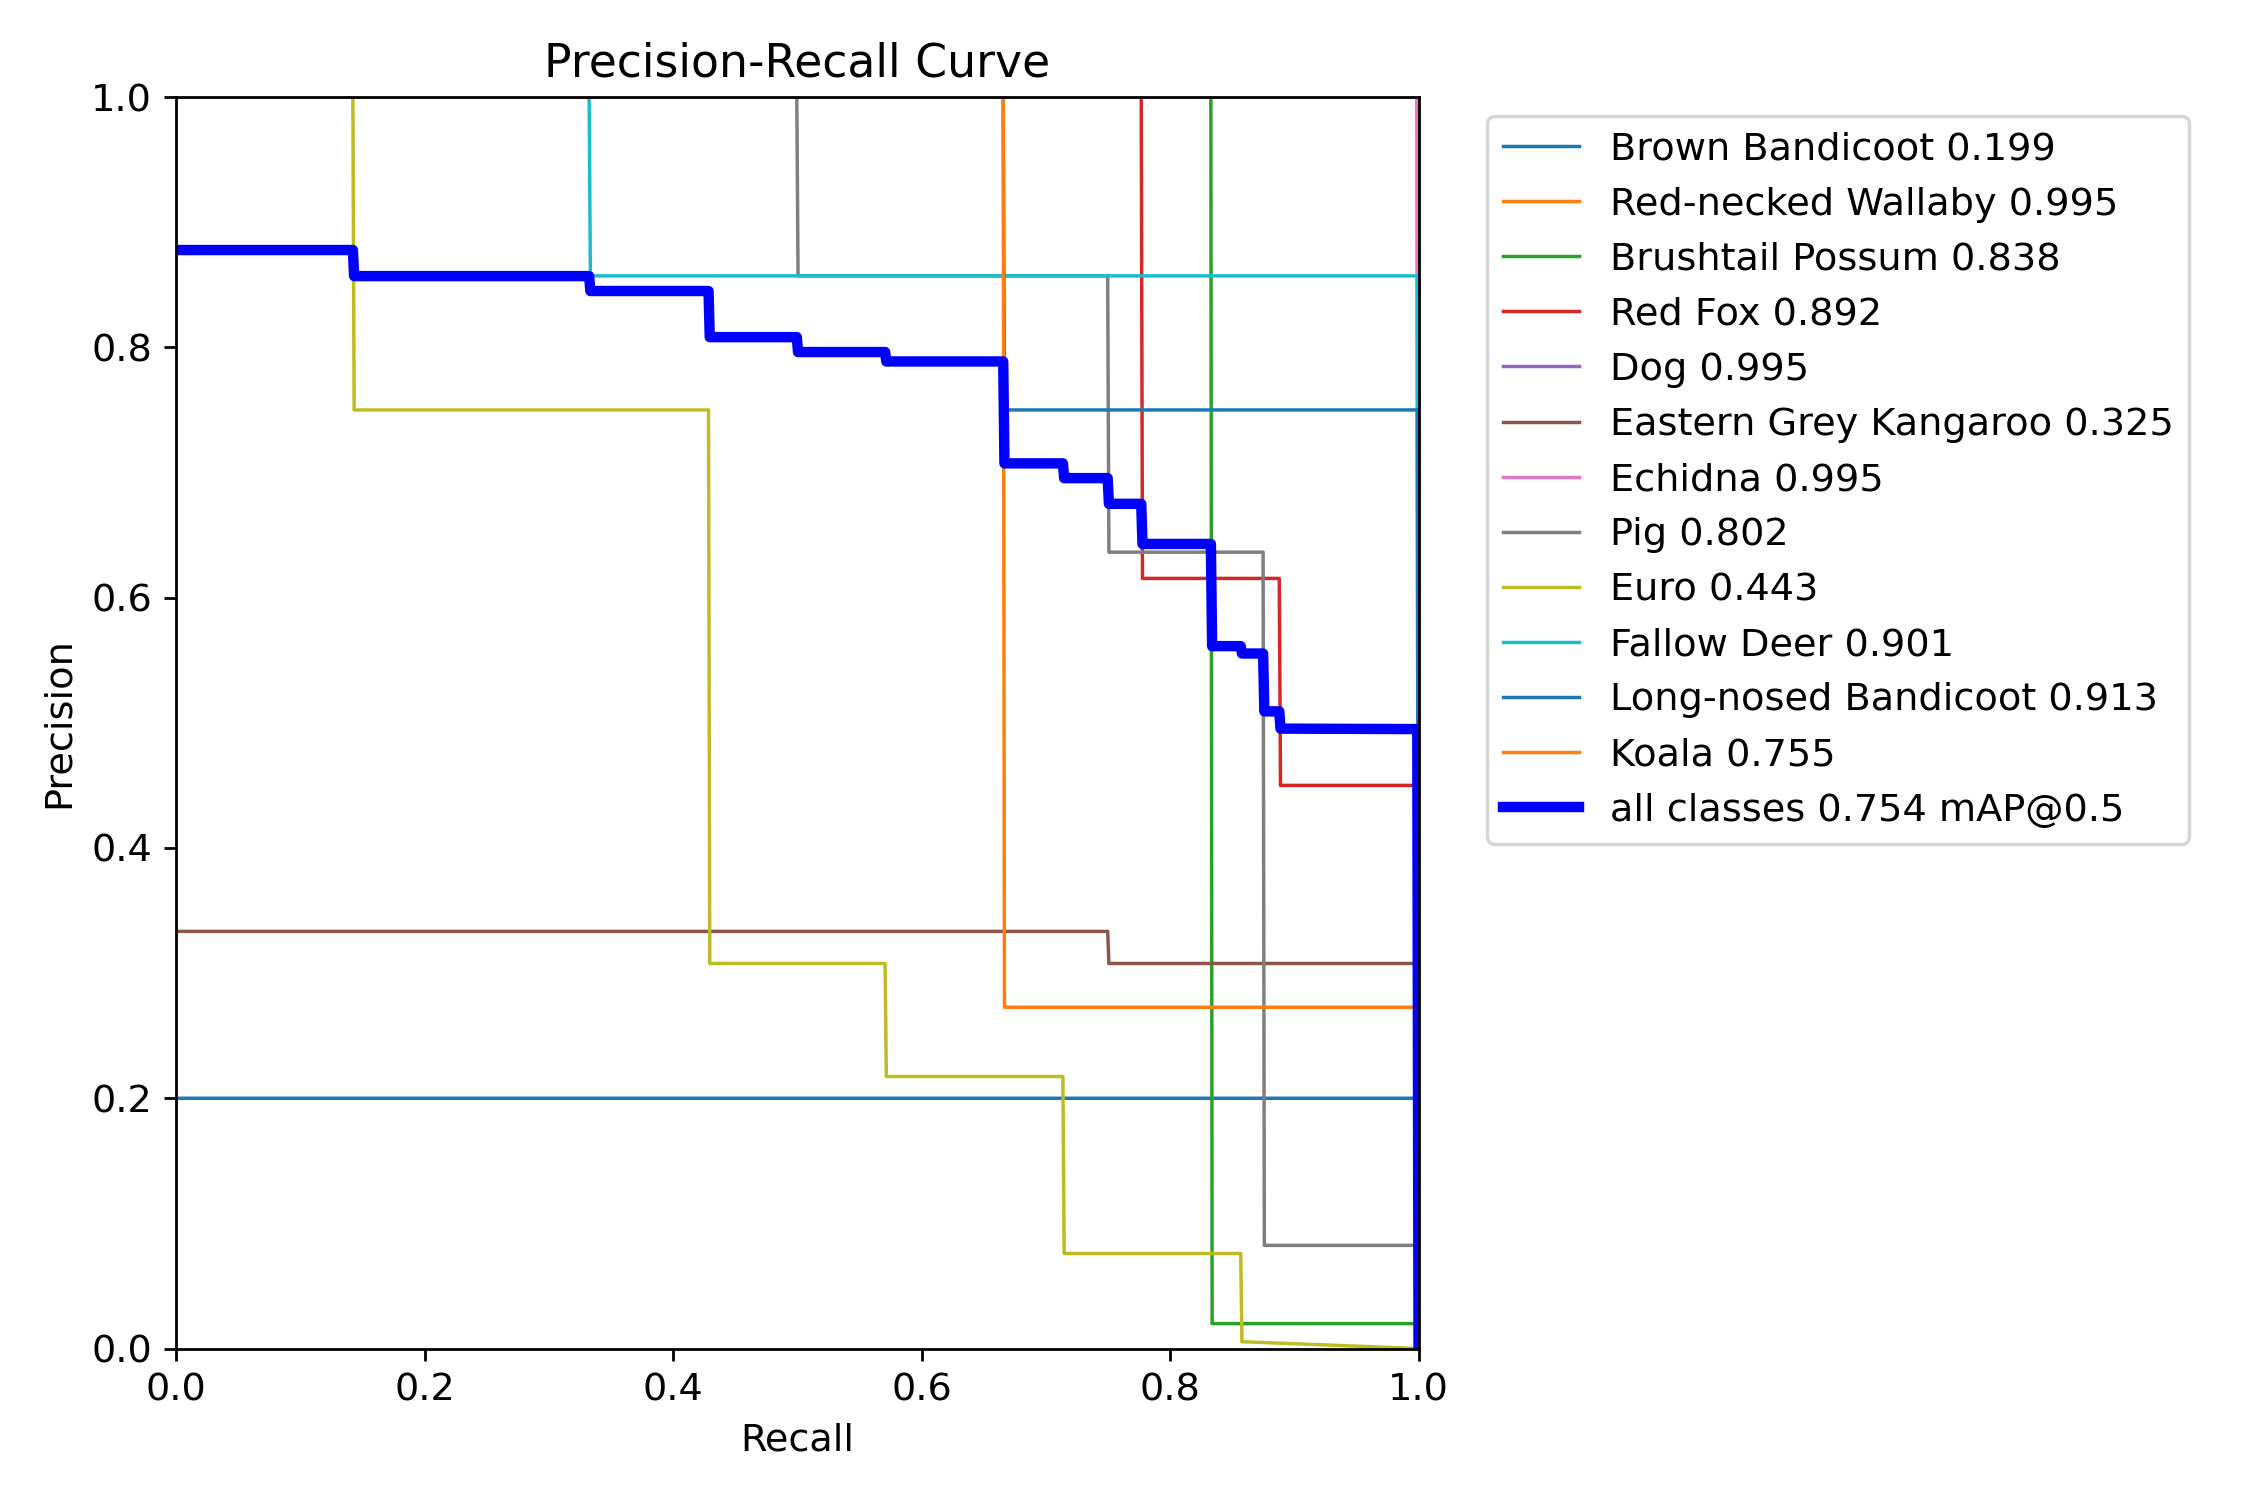 Precision-Recall Curve
1.0
0.8
0.6
0.4
0.2
0.0
Precision
0.0 0.2 0.4 0.6 0.8 1.0
Recall
Brown Bandicoot 0.199
Red-necked Wallaby 0.995
Brushtail Possum 0.838
Red Fox 0.892
Dog 0.995
Eastern Grey Kangaroo 0.325
Echidna 0.995
Pig 0.802
Euro 0.443
Fallow Deer 0.901
Long-nosed Bandicoot 0.913
Koala 0.755
all classes 0.754 mAP@0.5